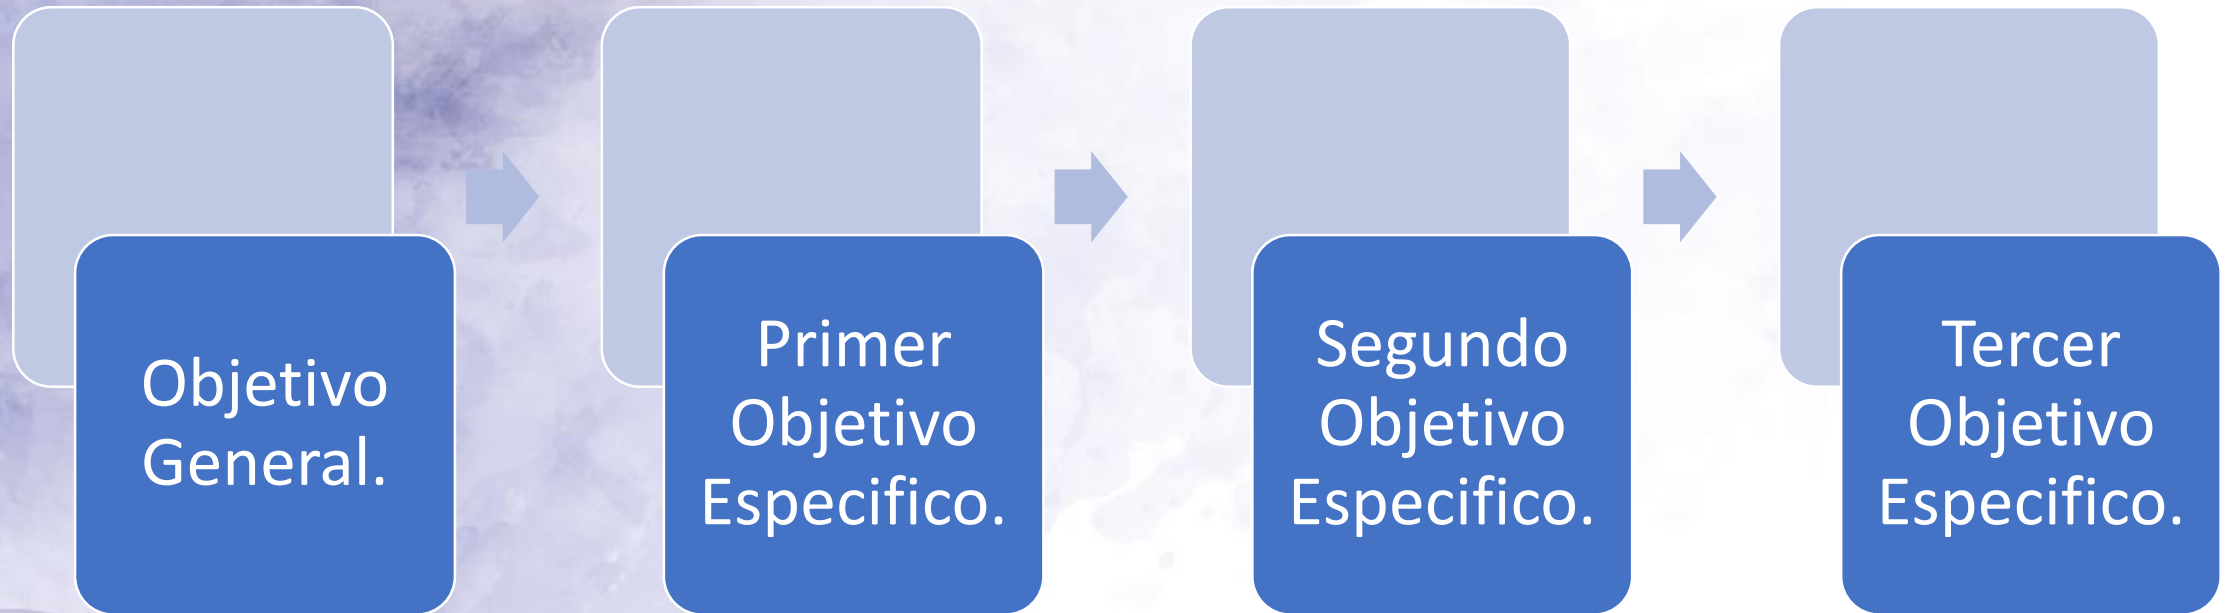 Objetivo
General.
Primer
Objetivo
Especifico.
Segundo
Objetivo
Especifico.
Tercer
Objetivo
Especifico.